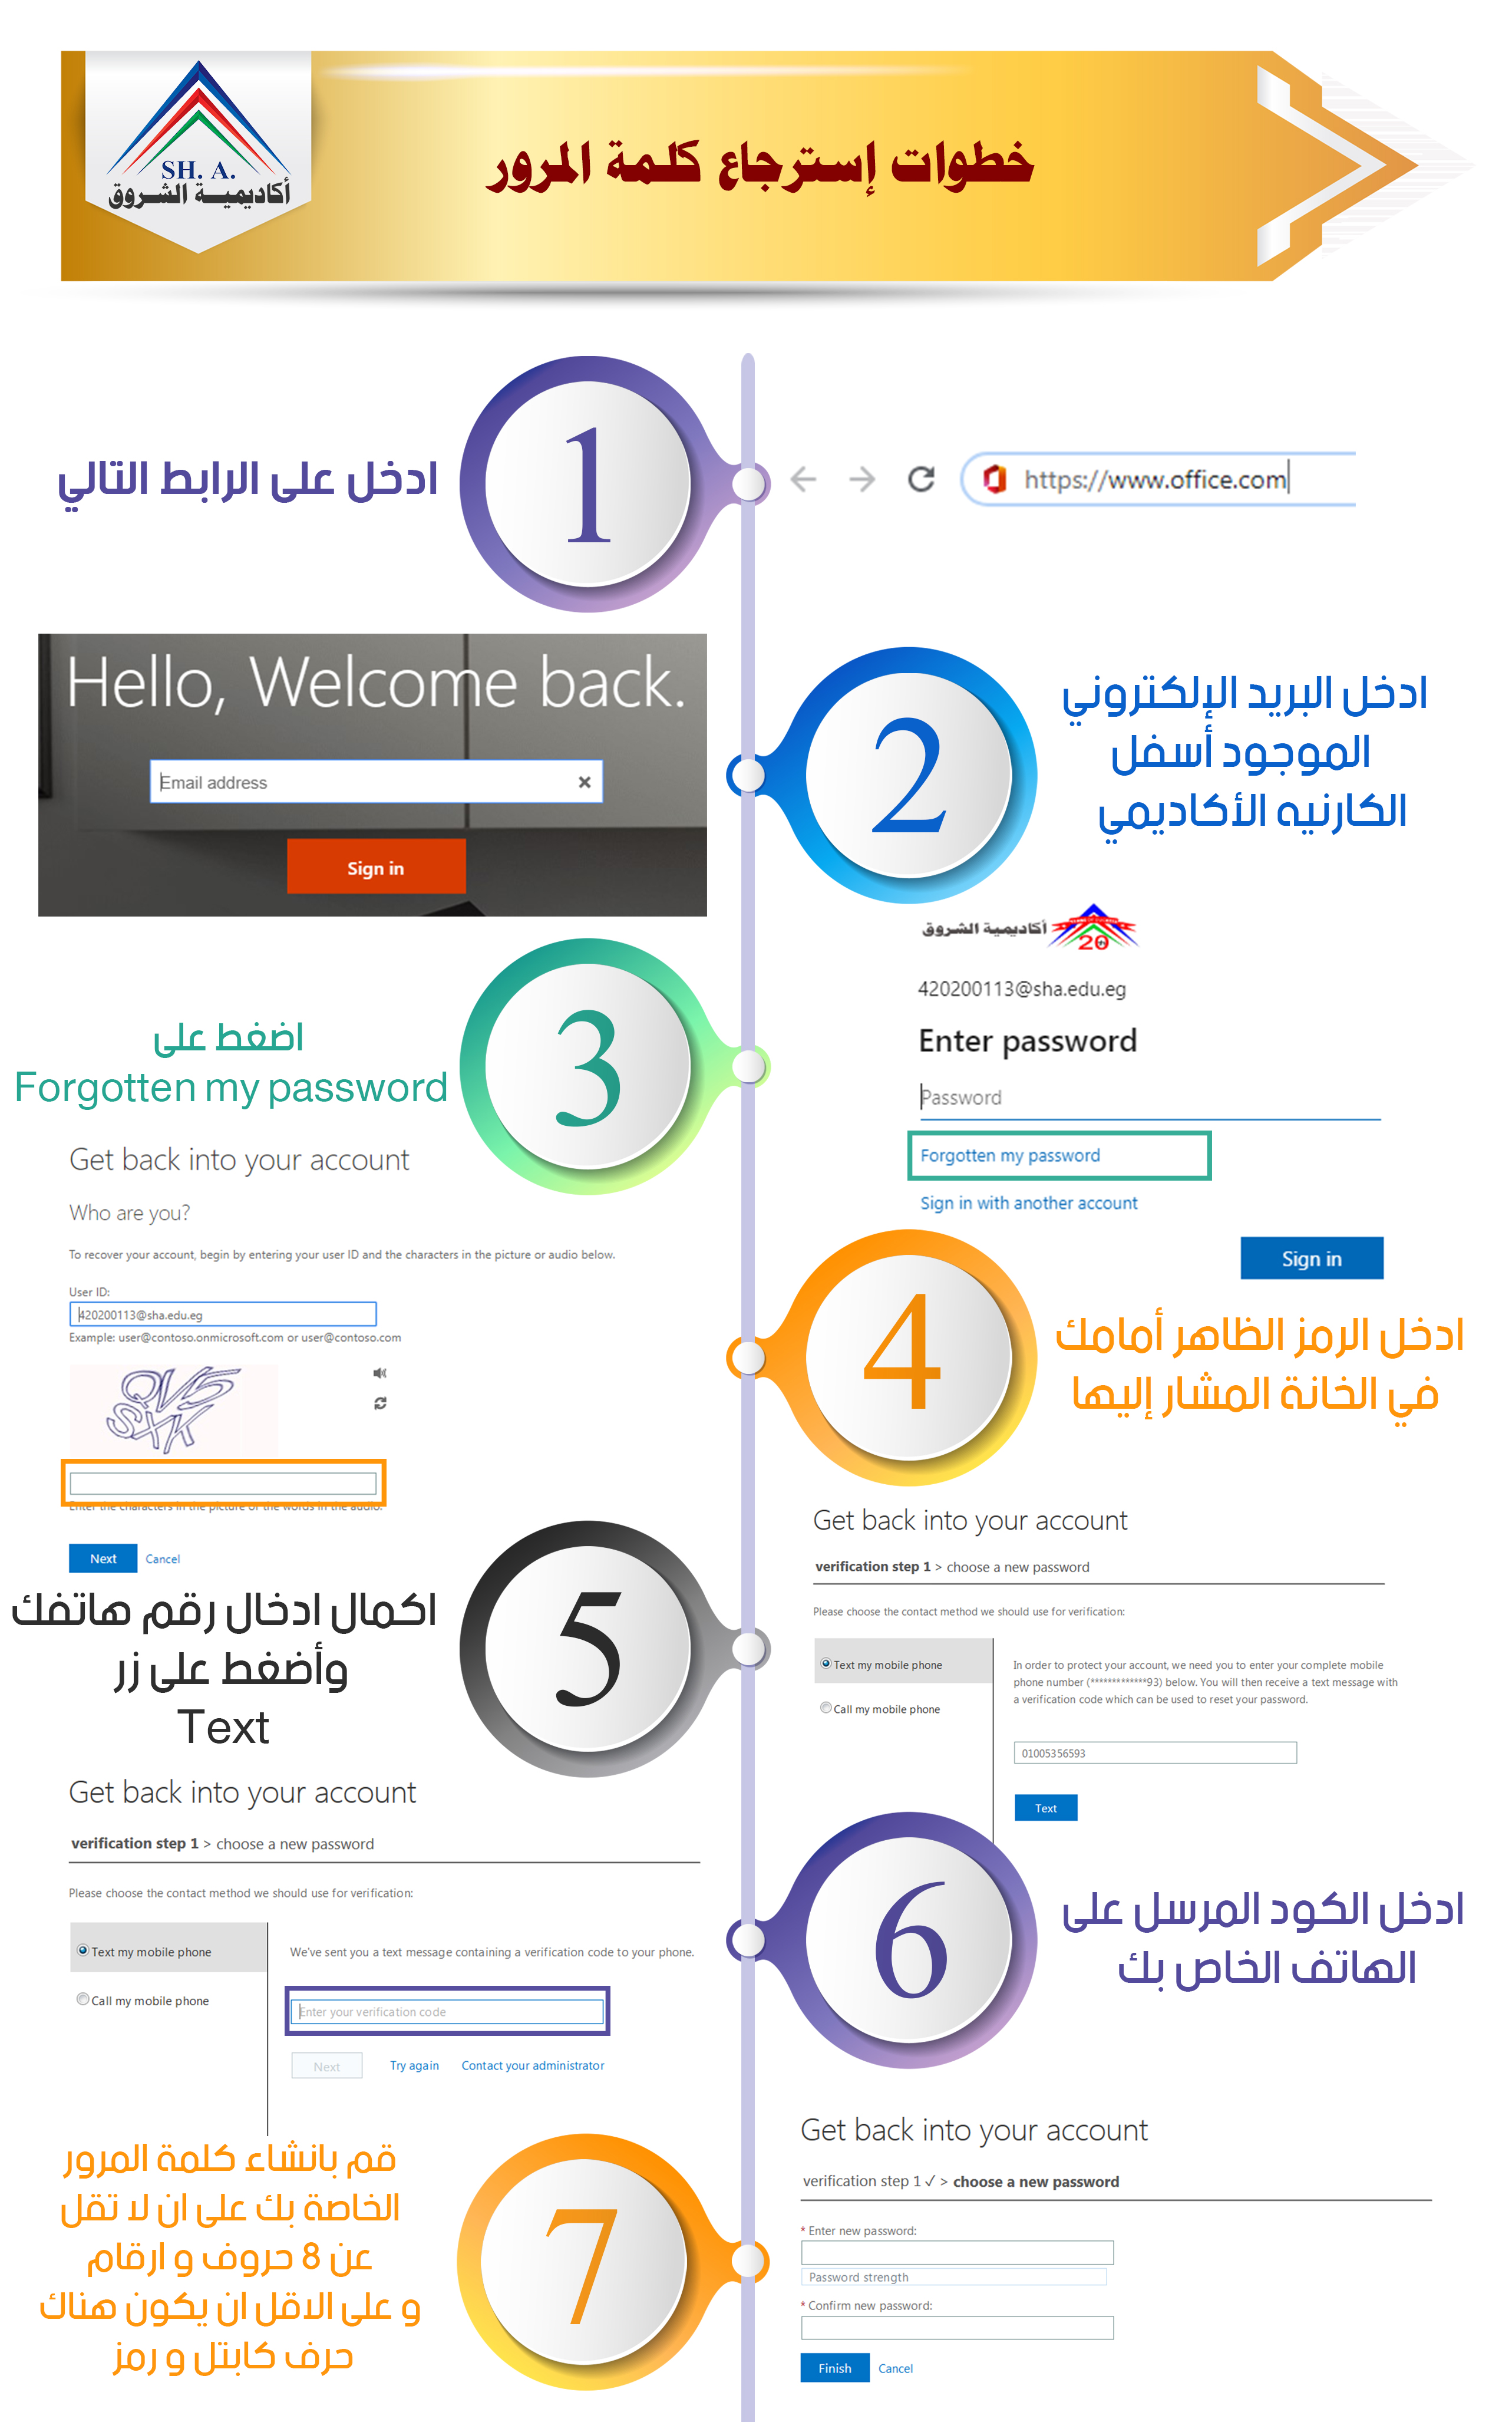 SH. A.
أكاديمية الشروق
خطوات إسترجاع كلمة المرور
1
ادخل على الرابط التالي
https://www.office.com
2
ادخل البريد الإلكتروني
الموجود أسفل
الكارنيه الأكاديمي
Hello, Welcome back.
Email address
Sign in
3
اضغط على
Forgotten my password
أكاديمية الشروق
20
420200113@sha.edu.eg
Enter password
Password
Forgotten my password
Sign in with another account
Sign in
4
ادخل الرمز الظاهر أمامك
في الخانة المشار إليها
Get back into your account
Who are you?
To recover your account, begin by entering your user ID and the characters in the picture or audio below.
User ID:
420200113@sha.edu.eg
Example: user@contoso.onmicrosoft.com or user@contoso.com
QV5
SXK
Enter the characters in the picture or the words in the audio.
Next
Cancel
5
اكمال ادخال رقم هاتفك
وأضغط على زر
Text
Get back into your account
verification step 1 > choose a new password
Please choose the contact method we should use for verification:
Text my mobile phone
Call my mobile phone
In order to protect your account, we need you to enter your complete mobile
phone number (*************93) below. You will then receive a text message with
a verification code which can be used to reset your password.
01005356593
Text
6
ادخل الكود المرسل على
الهاتف الخاص بك
Get back into your account
verification step 1 > choose a new password
Please choose the contact method we should use for verification:
Text my mobile phone
Call my mobile phone
We've sent you a text message containing a verification code to your phone.
Enter your verification code
Next
Try again
Contact your administrator
7
قم بانشاء كلمة المرور
الخاصة بك على ان لا تقل
عن 8 حروف و ارقام
و على الاقل ان يكون هناك
حرف كابتل و رمز
Get back into your account
verification step 1 ✓ > choose a new password
* Enter new password:
Password strength
* Confirm new password:
Finish
Cancel